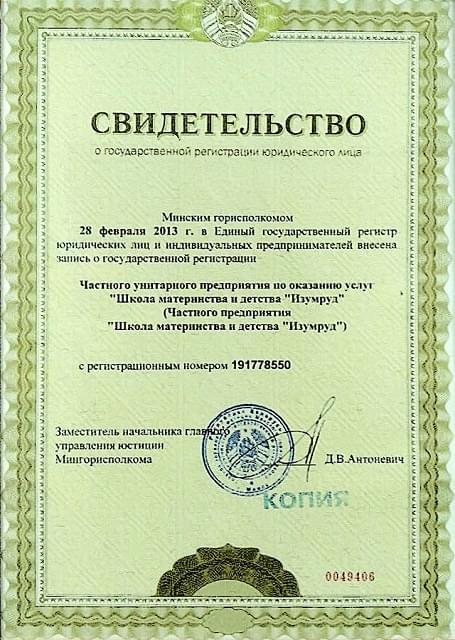 СВИДЕТЕЛЬСТВО
о государственной регистрации юридического лица
Минским горисполкомом
28 февраля 2013 г. в Единый государственный регистр
юридических лиц и индивидуальных предпринимателей внесена
запись о государственной регистрации
Частного унитарного предприятия по оказанию услуг
"Школа материнства и детства "Изумруд"
(Частного предприятия
"Школа материнства и детства "Изумруд")
с регистрационным номером 191778550
Заместитель начальника главного
управления юстиции
Мингорисполкома
Д.В.Антоневич
КОПИЯ
0049406